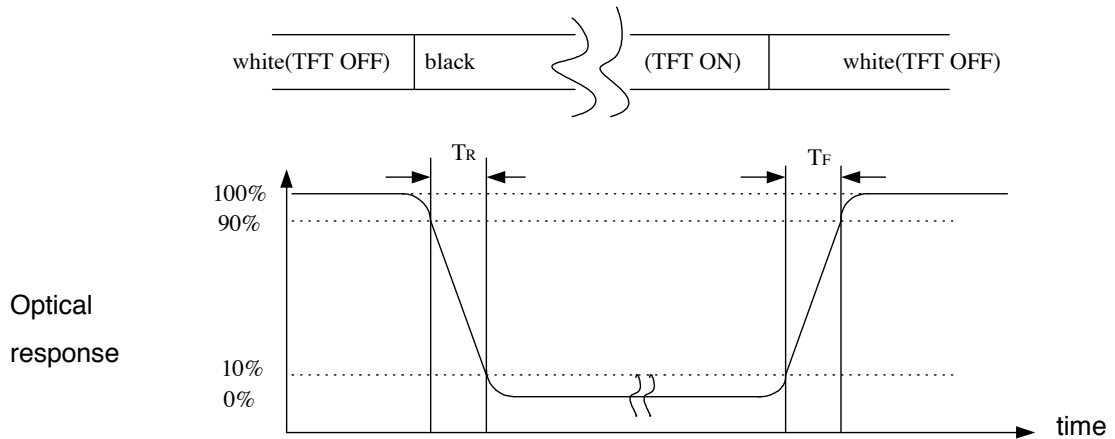 white(TFT OFF) black (TFT ON) white(TFT OFF)
TR TF
100%
90%
Optical
response
10%
0%
time